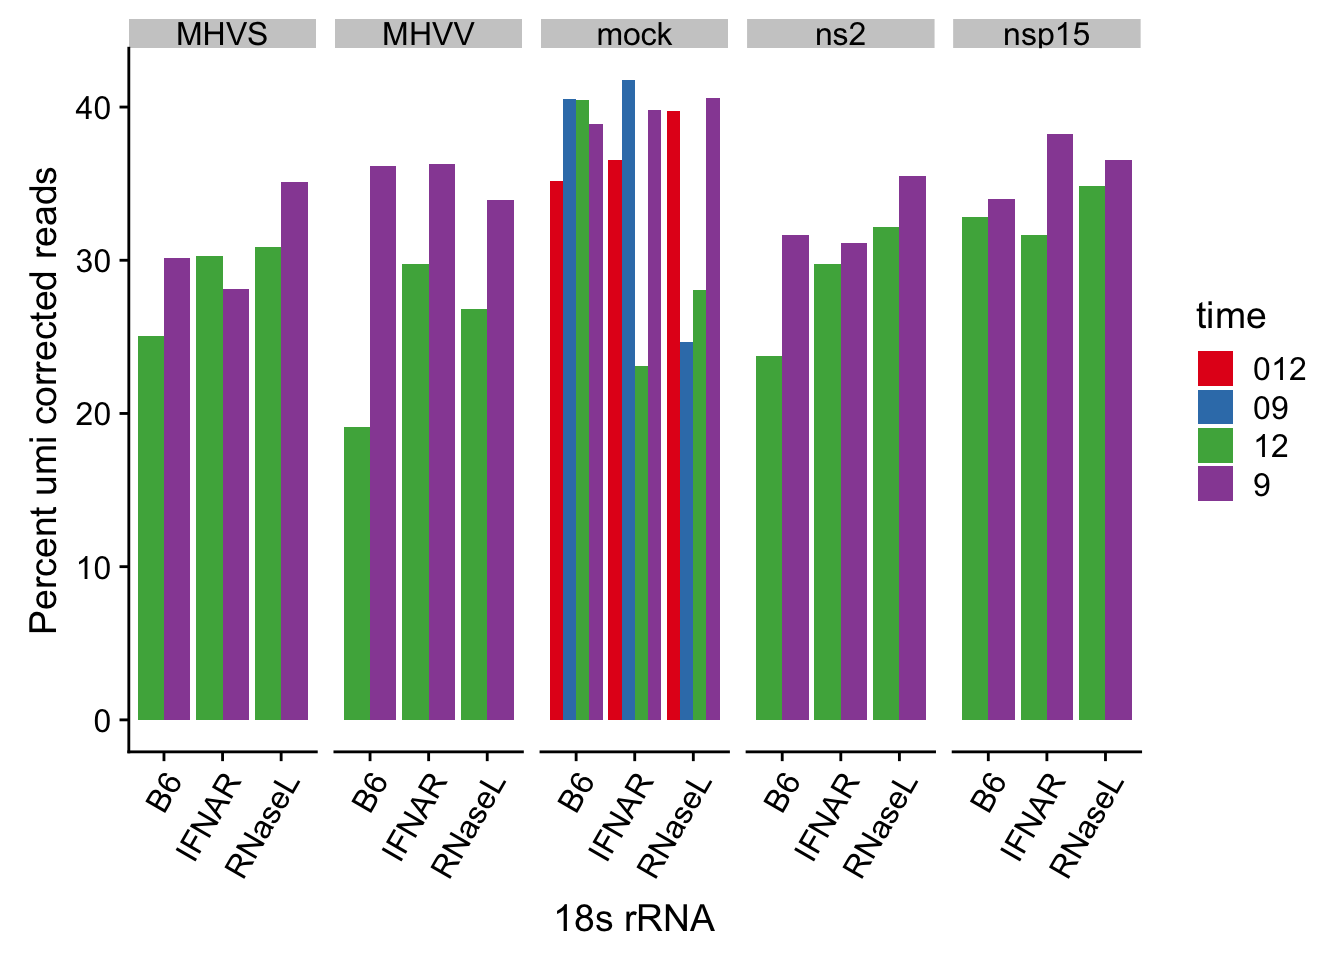 MHVS MHVV mock ns2 nsp15
Percent umi corrected reads
40
30
20
10
0
B6 IFNAR RNaseL B6 IFNAR RNaseL B6 IFNAR RNaseL B6 IFNAR RNaseL B6 IFNAR RNaseL
18s rRNA
time
012
09
12
9